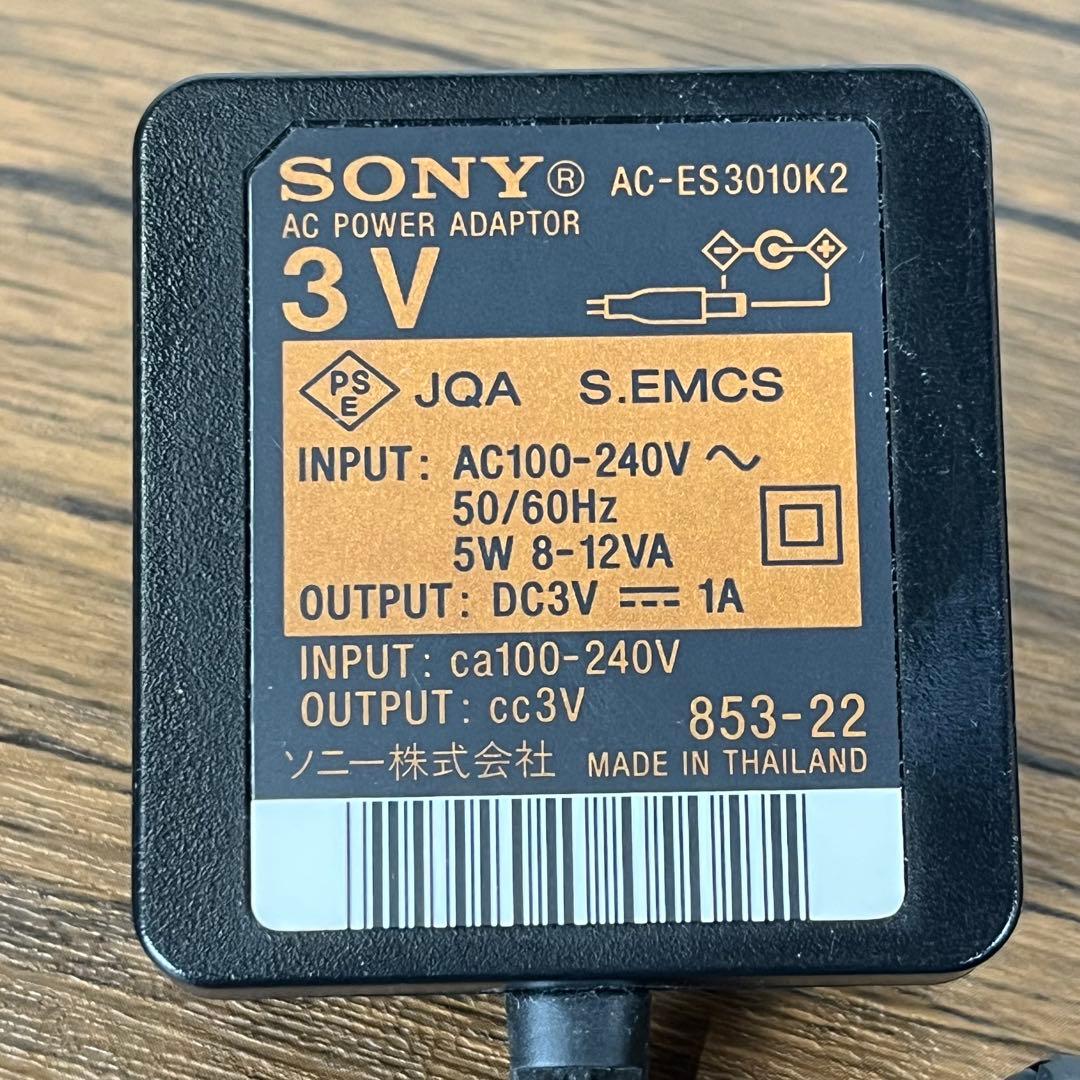 SONY® AC-ES3010K2
AC POWER ADAPTOR
3V
PSE JQA S.EMCS
INPUT: AC100-240V ~
50/60Hz
5W 8-12VA
OUTPUT: DC3V ⎓ 1A
INPUT: ca100-240V
OUTPUT: cc3V
853-22
ソニー株式会社 MADE IN THAILAND